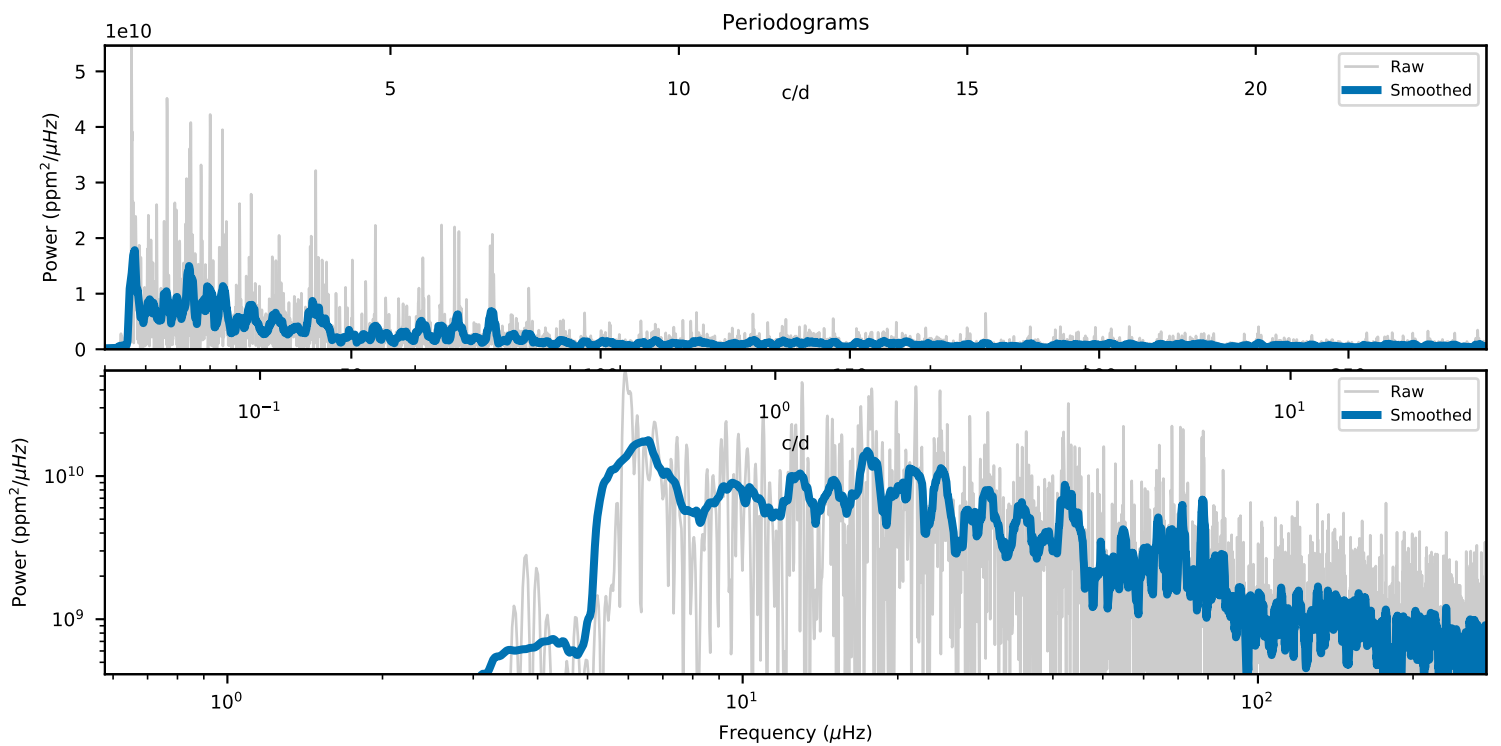 Periodograms
1e10
Power (ppm²/μHz)
5
4
3
2
1
0
5
10
15
20
c/d
Raw
Smoothed
Power (ppm²/μHz)
10¹⁰
10⁹
10⁻¹
10⁰
10¹
c/d
Raw
Smoothed
10⁰
10¹
10²
Frequency (μHz)